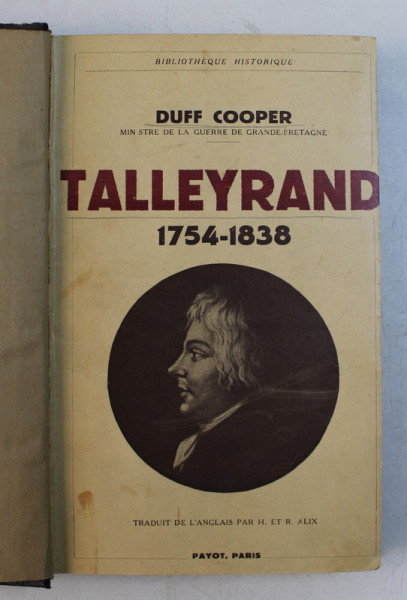 BIBLIOTHÈQUE HISTORIQUE
DUFF COOPER
MIN STRE DE LA GUERRE DE GRANDE-BRETAGNE
TALLEYRAND
1754-1838
TRADUIT DE L'ANGLAIS PAR H. ET R. ALIX
PAYOT, PARIS